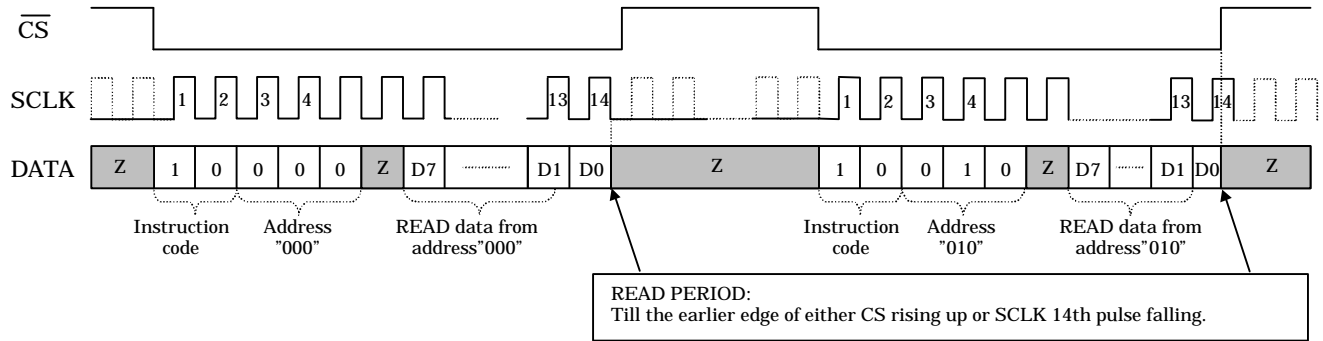 CS
SCLK 1 2 3 4 13 14 1 2 3 4 13 14
DATA Z 1 0 0 0 0 Z D7 D1 D0 Z 1 0 0 1 0 Z D7 D1 D0 Z
Instruction code
Address "000"
READ data from address"000"
Instruction code
Address "010"
READ data from address"010"
READ PERIOD:
Till the earlier edge of either CS rising up or SCLK 14th pulse falling.